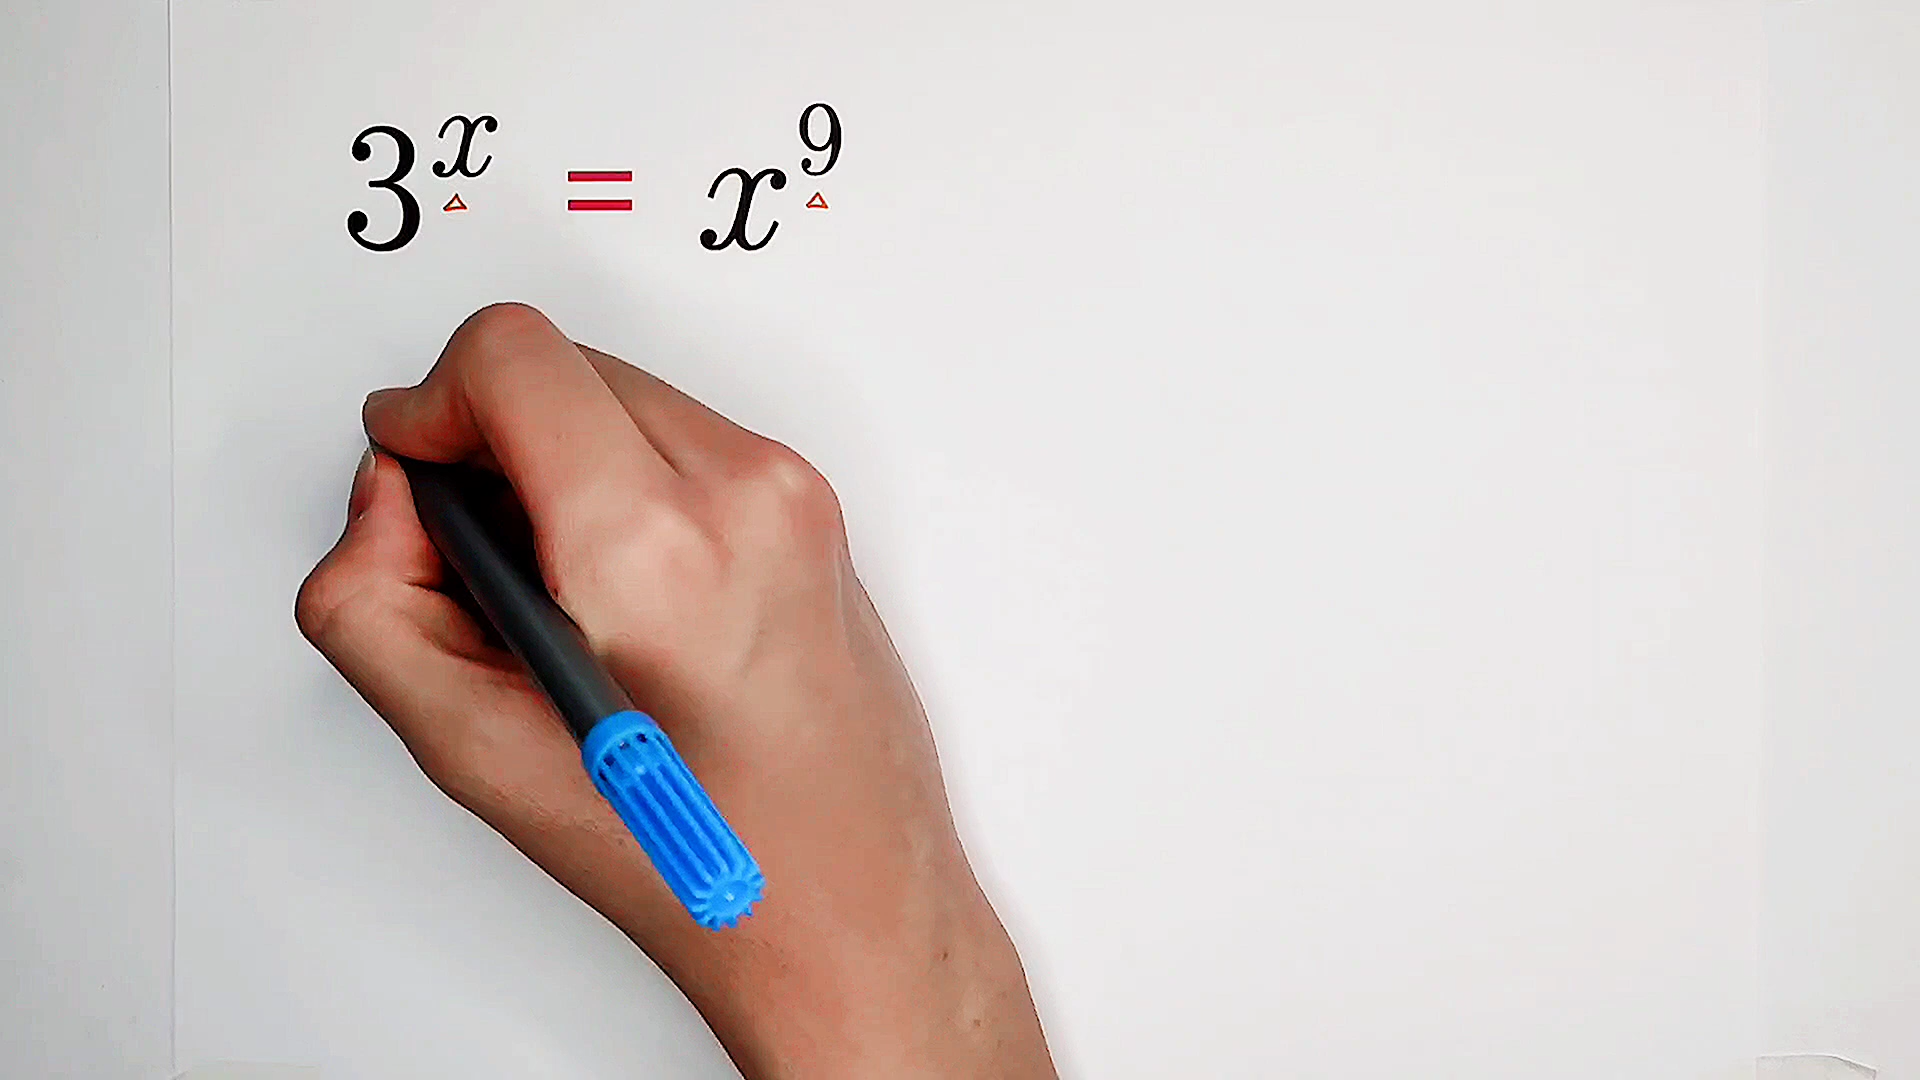 3^x = x^9